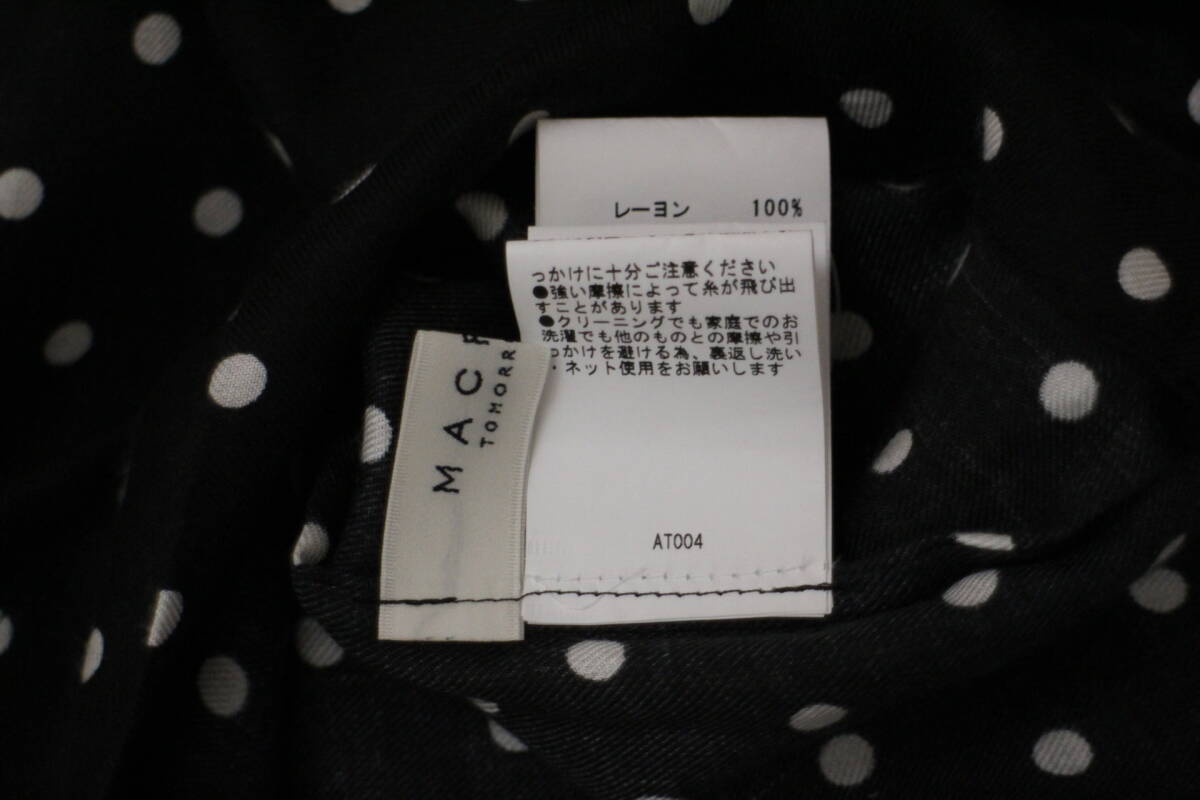 レーヨン 100%
っかけに十分ご注意ください
●強い摩擦によって糸が飛び出
すことがあります
●クリーニングでも家庭でのお
洗濯でも他のものとの摩擦や引
っかけを避ける為、裏返し洗い
・ネット使用をお願いします
AT004
MAC
TOMORR